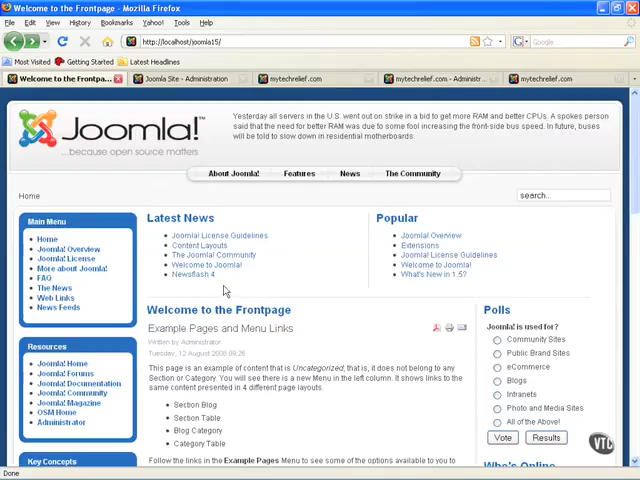 Welcome to the Frontpage - Mozilla Firefox
File Edit View History Bookmarks Yahoo! Tools Help
http://localhost/joomla15/
Google
Most Visited Getting Started Latest Headlines
Welcome to the Frontpa...
Joomla Site - Administration
mytechrelief.com
mytechrelief.com - Administr...
mytechrelief.com
Joomla!™
...because open source matters
Yesterday all servers in the U.S. went out on strike in a bid to get more RAM and better CPUs. A spokes person
said that the need for better RAM was due to some fool increasing the front-side bus speed. In future, buses
will be told to slow down in residential motherboards.
About Joomla! Features News The Community
Home
search...
Main Menu
Home
Joomla! Overview
Joomla! License
More about Joomla!
FAQ
The News
Web Links
News Feeds
Resources
Joomla! Home
Joomla! Forums
Joomla! Documentation
Joomla! Community
Joomla! Magazine
OSM Home
Administrator
Key Concepts
Latest News
Joomla! License Guidelines
Content Layouts
The Joomla! Community
Welcome to Joomla!
Newsflash 4
Popular
Joomla! Overview
Extensions
Joomla! License Guidelines
Welcome to Joomla!
What's New in 1.5?
Welcome to the Frontpage
Example Pages and Menu Links
Written by Administrator
Tuesday, 12 August 2008 09:26
This page is an example of content that is Uncategorized; that is, it does not belong to any
Section or Category. You will see there is a new Menu in the left column. It shows links to the
same content presented in 4 different page layouts.
Section Blog
Section Table
Blog Category
Category Table
Follow the links in the Example Pages Menu to see some of the options available to you to
Polls
Joomla! is used for?
Community Sites
Public Brand Sites
eCommerce
Blogs
Intranets
Photo and Media Sites
All of the Above!
Vote Results
Who's Online
VTC
Done